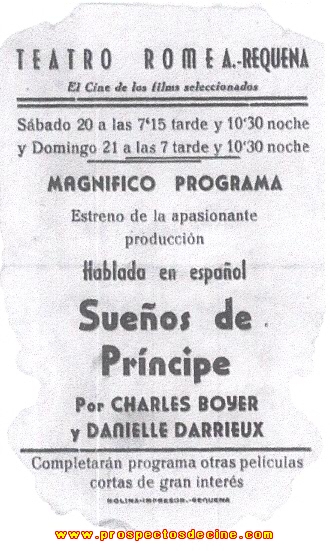 TEATRO ROMEA.-REQUENA
El Cine de los films seleccionados
Sábado 20 a las 7'15 tarde y 10'30 noche
y Domingo 21 a las 7 tarde y 10'30 noche
MAGNIFICO PROGRAMA
Estreno de la apasionante
producción
Hablada en español
Sueños de
Príncipe
Por CHARLES BOYER
y DANIELLE DARRIEUX
Completarán programa otras películas
cortas de gran interés
MOLINA-IMPRESOR.-REQUENA
www.prospectosdecine.com